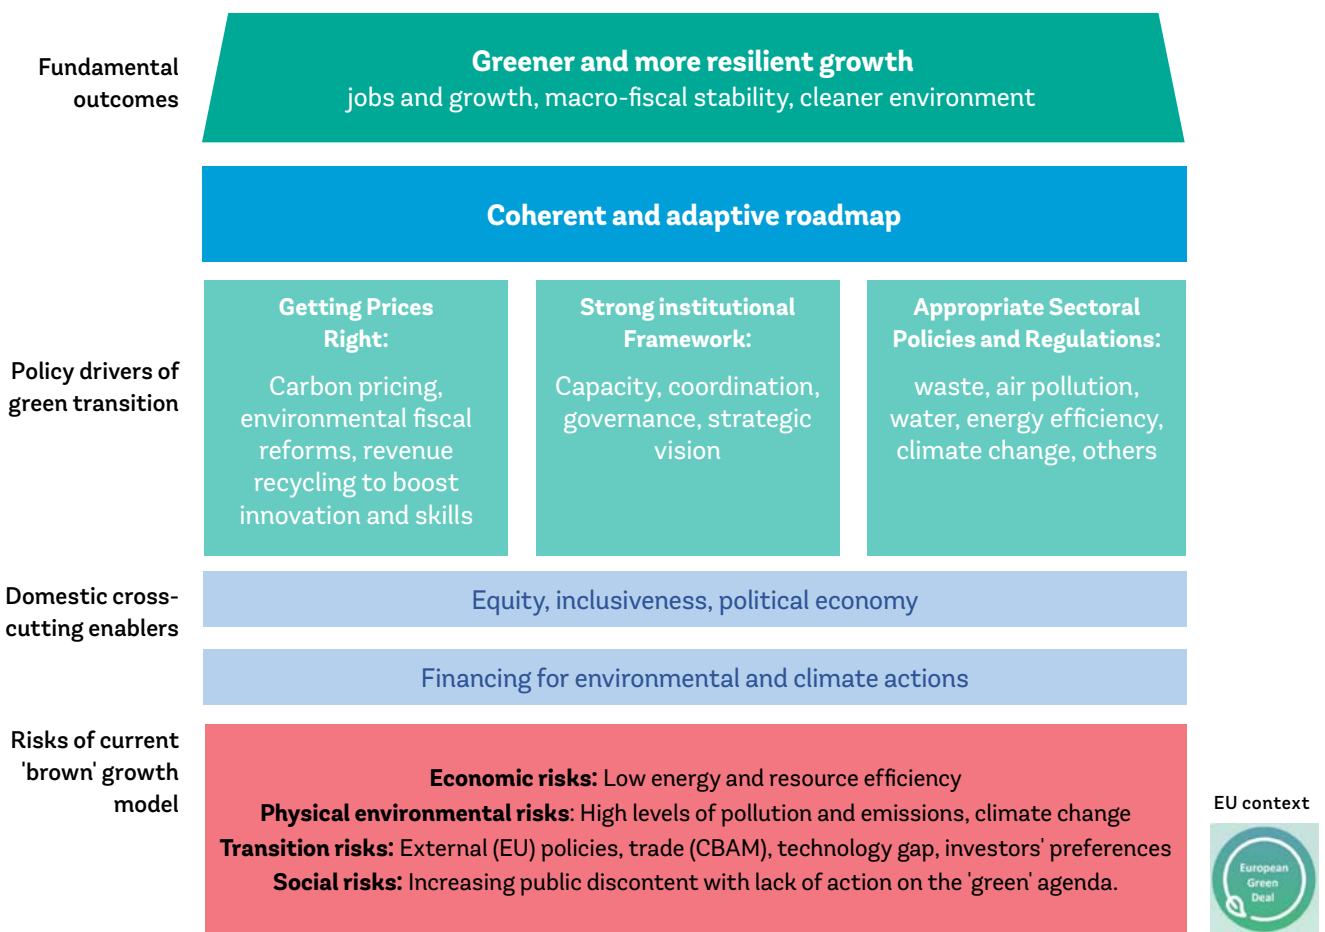 Fundamental
outcomes
Greener and more resilient growth
jobs and growth, macro-fiscal stability, cleaner environment
Coherent and adaptive roadmap
Policy drivers of
green transition
Getting Prices
Right:
Carbon pricing,
environmental fiscal
reforms, revenue
recycling to boost
innovation and skills
Strong institutional
Framework:
Capacity, coordination,
governance, strategic
vision
Appropriate Sectoral
Policies and Regulations:
waste, air pollution,
water, energy efficiency,
climate change, others
Domestic cross-
cutting enablers
Equity, inclusiveness, political economy
Financing for environmental and climate actions
Risks of current
'brown' growth
model
Economic risks: Low energy and resource efficiency
Physical environmental risks: High levels of pollution and emissions, climate change
Transition risks: External (EU) policies, trade (CBAM), technology gap, investors' preferences
Social risks: Increasing public discontent with lack of action on the 'green' agenda.
EU context
European
Green
Deal